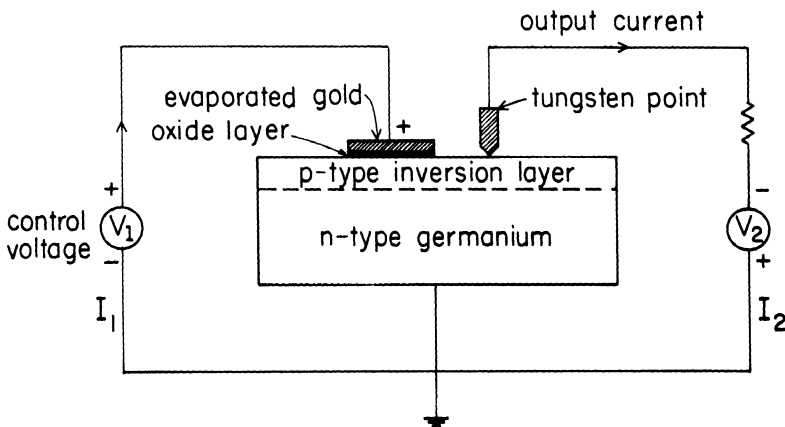 output current
evaporated gold
oxide layer
+
tungsten point
p-type inversion layer
n-type germanium
+
control
voltage
V₁
−
I₁
−
V₂
+
I₂